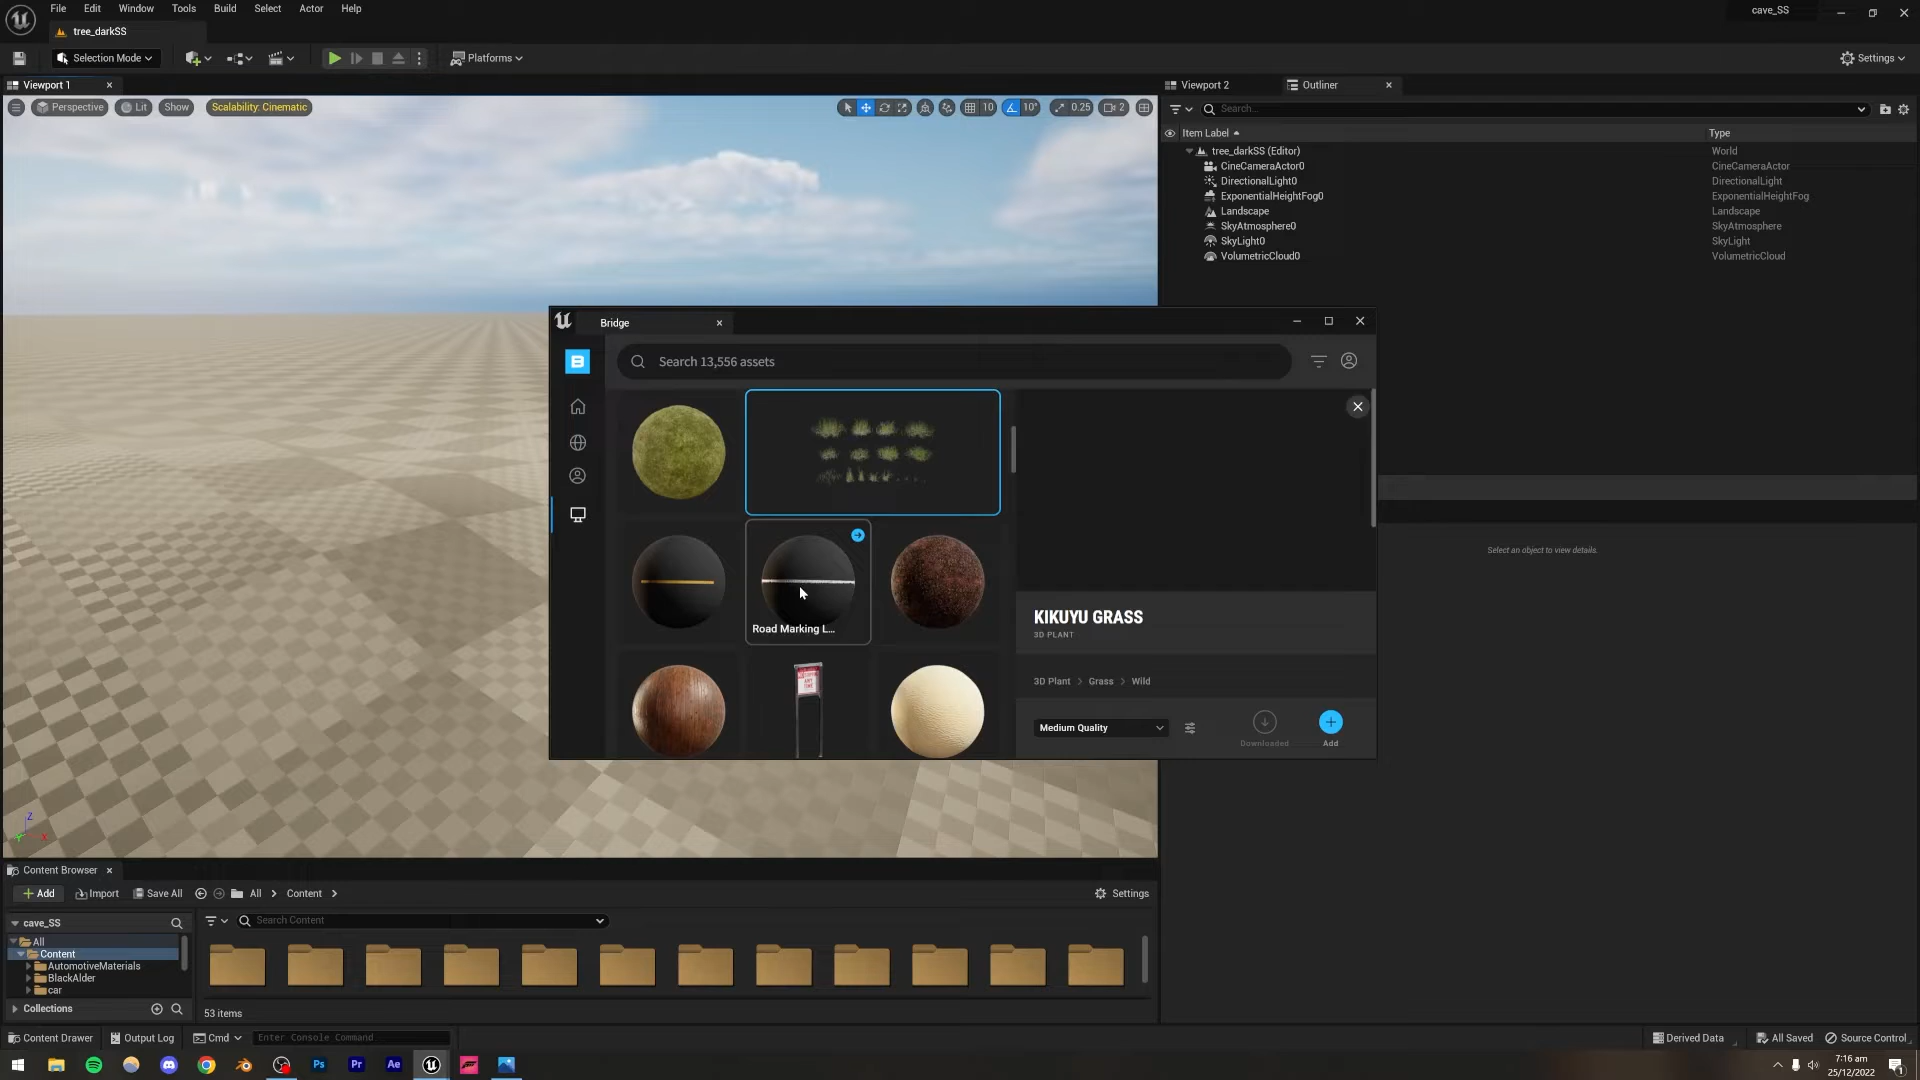 File Edit Window Tools Build Select Actor Help
cave_SS
tree_darkSS
Selection Mode
Platforms
Settings
Viewport 1
Viewport 2
Outliner
Perspective
Lit
Show
Scalability: Cinematic
10
10°
0.25
2
Search...
Item Label
Type
tree_darkSS (Editor)
World
CineCameraActor0
CineCameraActor
DirectionalLight0
DirectionalLight
ExponentialHeightFog0
ExponentialHeightFog
Landscape
Landscape
SkyAtmosphere0
SkyAtmosphere
SkyLight0
SkyLight
VolumetricCloud0
VolumetricCloud
Bridge
Search 13,556 assets
Road Marking L...
KIKUYU GRASS
3D PLANT
3D Plant > Grass > Wild
Medium Quality
Downloaded
Add
Select an object to view details.
Z
X
Content Browser
Add
Import
Save All
All
Content
Settings
cave_SS
Search Content
All
Content
AutomotiveMaterials
BlackAlder
car
Collections
53 items
Content Drawer
Output Log
Cmd
Enter Console Command
Derived Data
All Saved
Source Control
Ps
Pr
Ae
7:16 am
25/12/2022
1